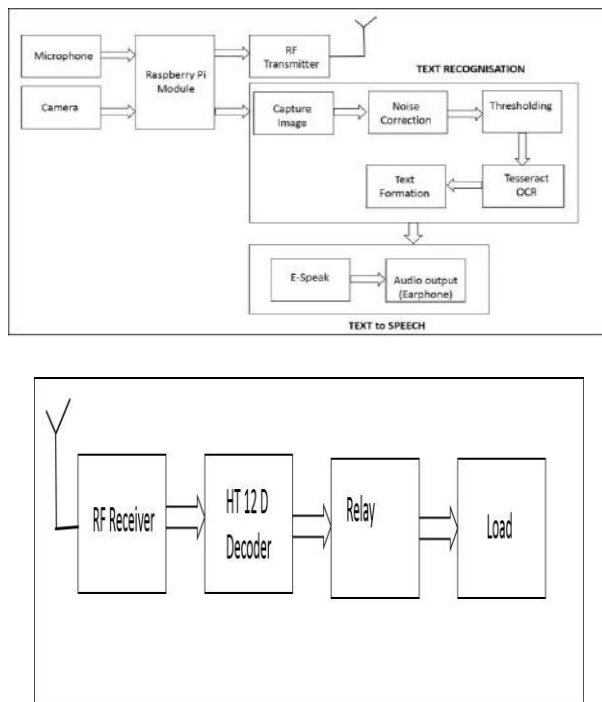 Microphone
Camera
Raspberry Pi
Module
RF
Transmitter
TEXT RECOGNISATION
Capture
Image
Noise
Correction
Thresholding
Tesseract
OCR
Text
Formation
E-Speak
Audio output
(Earphone)
TEXT to SPEECH
RF Receiver
HT 12 D
Decoder
Relay
Load